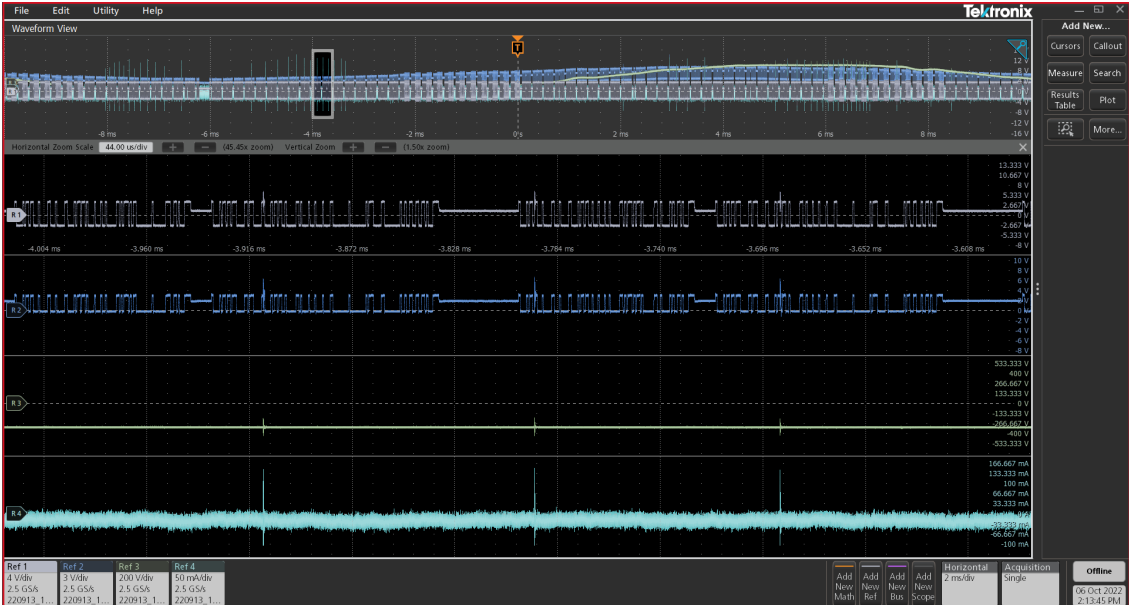 File Edit Utility Help Tektronix
Waveform View
Add New...
Cursors Callout
Measure Search
Results Table Plot
More...
T
12 V
8 V
-4 V
-8 V
-12 V
-16 V
-8 ms -6 ms -4 ms -2 ms 0 s 2 ms 4 ms 6 ms 8 ms
Horizontal Zoom Scale 44.00 us/div + − (45.45x zoom) Vertical Zoom + − (1.50x zoom)
13.333 V
10.667 V
8 V
5.333 V
2.667 V
R 1
0 V
-2.667 V
-5.333 V
-8 V
-4.004 ms -3.960 ms -3.916 ms -3.872 ms -3.828 ms -3.784 ms -3.740 ms -3.696 ms -3.652 ms -3.608 ms
10 V
8 V
6 V
4 V
R 2
0 V
-2 V
-4 V
-6 V
-8 V
533.333 V
400 V
266.667 V
133.333 V
R 3
0 V
-133.333 V
-266.667 V
-400 V
-533.333 V
166.667 mA
133.333 mA
100 mA
66.667 mA
33.333 mA
R 4
-33.333 mA
-66.667 mA
-100 mA
Ref 1
4 V/div
2.5 GS/s
220913_1...
Ref 2
3 V/div
2.5 GS/s
220913_1...
Ref 3
200 V/div
2.5 GS/s
220913_1...
Ref 4
50 mA/div
2.5 GS/s
220913_1...
Add New Math
Add New Ref
Add New Bus
Add New Scope
Horizontal
2 ms/div
Acquisition
Single
Offline
06 Oct 2022
2:13:45 PM